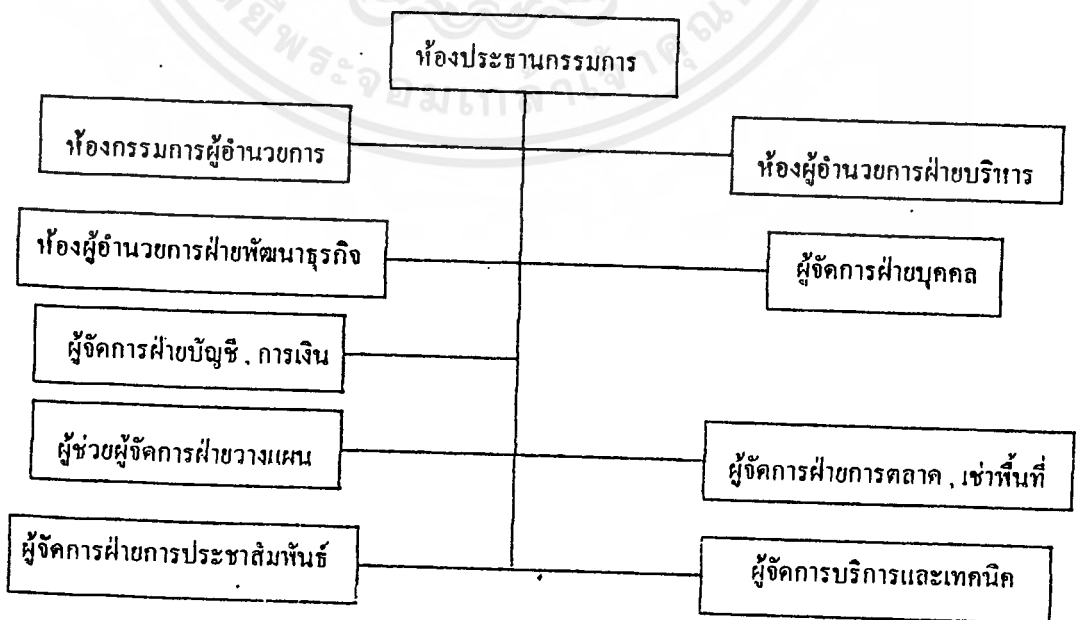 ห้องประธานกรรมการ
ห้องกรรมการผู้อำนวยการ
ห้องผู้อำนวยการฝ่ายบริหาร
ห้องผู้อำนวยการฝ่ายพัฒนาธุรกิจ
ผู้จัดการฝ่ายบุคคล
ผู้จัดการฝ่ายบัญชี , การเงิน
ผู้ช่วยผู้จัดการฝ่ายวางแผน
ผู้จัดการฝ่ายการตลาด , เช่าพื้นที่
ผู้จัดการฝ่ายการประชาสัมพันธ์
ผู้จัดการบริการและเทคนิค